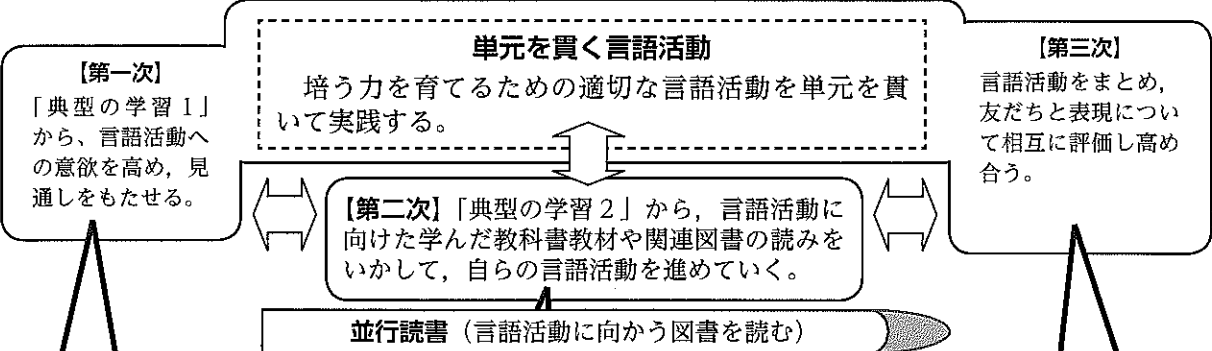 単元を貫く言語活動
培う力を育てるための適切な言語活動を単元を貫
いて実践する。
【第一次】
「典型の学習１」
から、言語活動へ
の意欲を高め，見
通しをもたせる。
【第二次】「典型の学習２」から，言語活動に
向けた学んだ教科書教材や関連図書の読みを
いかして，自らの言語活動を進めていく。
【第三次】
言語活動をまとめ，
友だちと表現につい
て相互に評価し高め
合う。
並行読書（言語活動に向かう図書を読む）